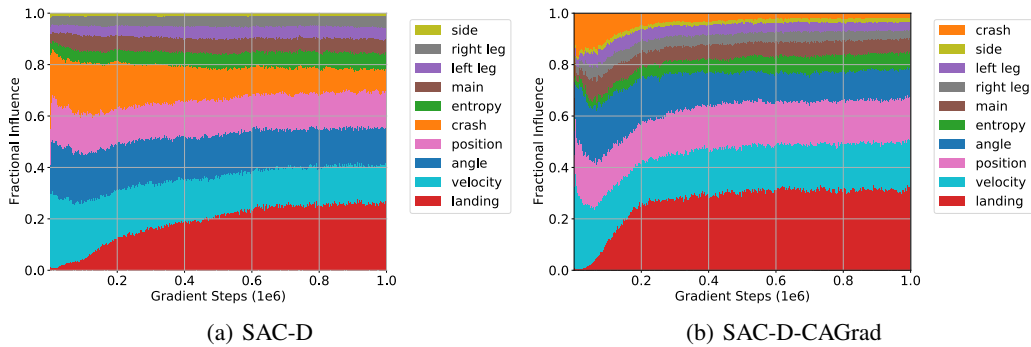 Fractional Influence
1.0
0.8
0.6
0.4
0.2
0.0
0.2
0.4
0.6
0.8
1.0
Gradient Steps (1e6)
side
right leg
left leg
main
entropy
crash
position
angle
velocity
landing
(a) SAC-D
Fractional Influence
1.0
0.8
0.6
0.4
0.2
0.0
0.2
0.4
0.6
0.8
1.0
Gradient Steps (1e6)
crash
side
left leg
right leg
main
entropy
angle
position
velocity
landing
(b) SAC-D-CAGrad